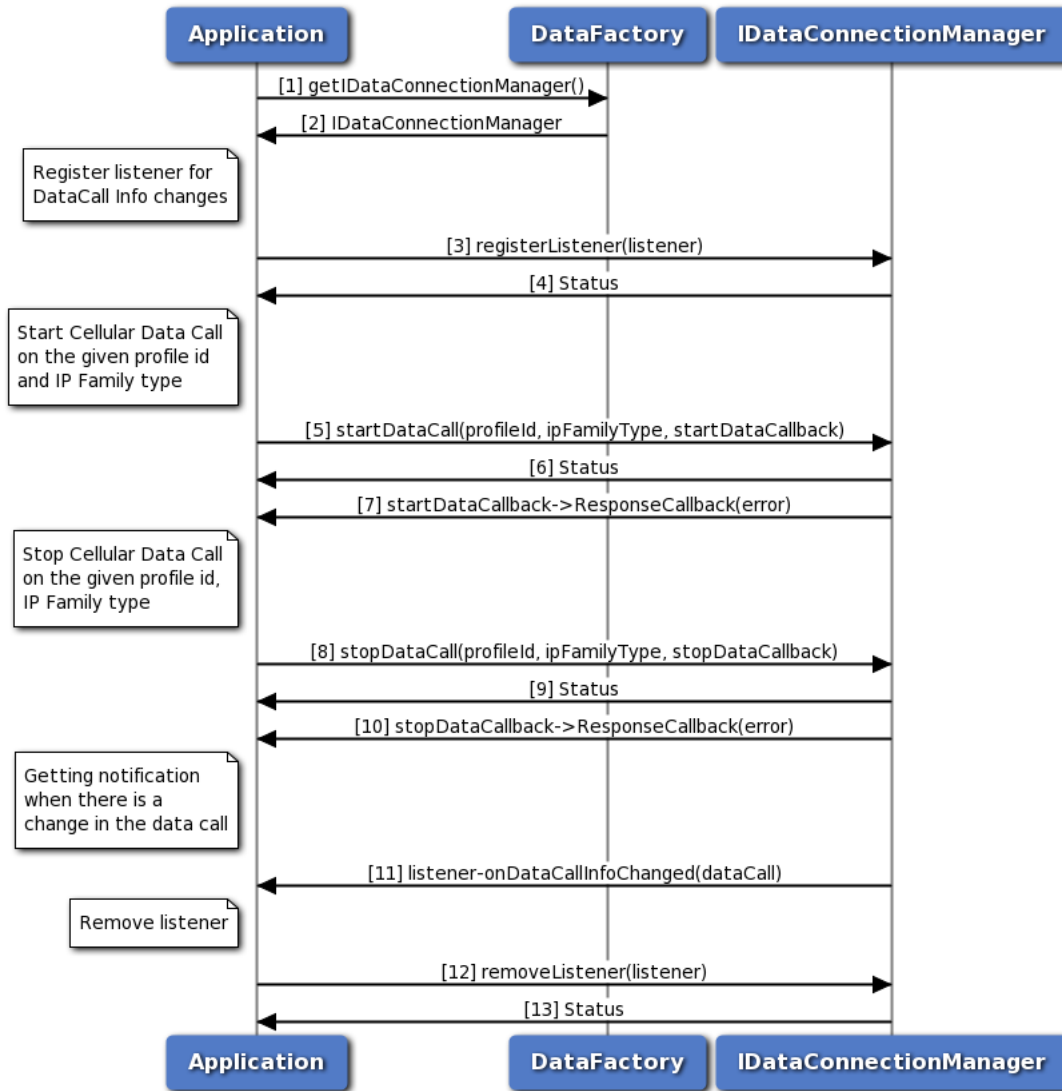 Application
DataFactory
IDataConnectionManager
[1] getIDataConnectionManager()
[2] IDataConnectionManager
Register listener for
DataCall Info changes
[3] registerListener(listener)
[4] Status
Start Cellular Data Call
on the given profile id
and IP Family type
[5] startDataCall(profileId, ipFamilyType, startDataCallback)
[6] Status
[7] startDataCallback->ResponseCallback(error)
Stop Cellular Data Call
on the given profile id,
IP Family type
[8] stopDataCall(profileId, ipFamilyType, stopDataCallback)
[9] Status
[10] stopDataCallback->ResponseCallback(error)
Getting notification
when there is a
change in the data call
[11] listener-onDataCallInfoChanged(dataCall)
Remove listener
[12] removeListener(listener)
[13] Status
Application
DataFactory
IDataConnectionManager